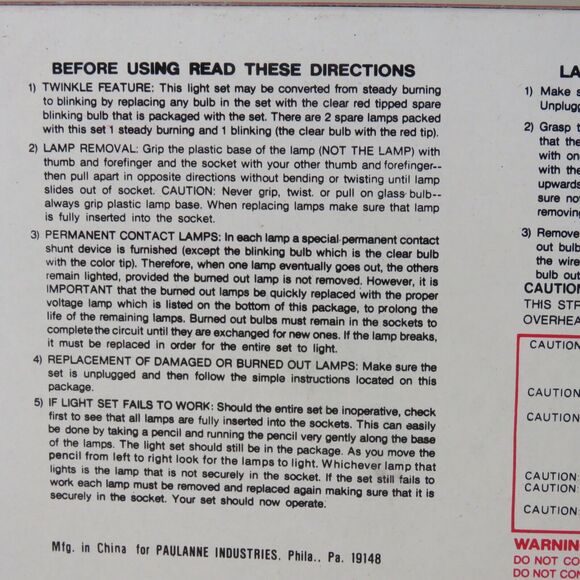 BEFORE USING READ THESE DIRECTIONS
1) TWINKLE FEATURE: This light set may be converted from steady burning
to blinking by replacing any bulb in the set with the clear red tipped spare
blinking bulb that is packaged with the set. There are 2 spare lamps packed
with this set 1 steady burning and 1 blinking (the clear bulb with the red tip).
2) LAMP REMOVAL: Grip the plastic base of the lamp (NOT THE LAMP) with
thumb and forefinger and the socket with your other thumb and forefinger--
then pull apart in opposite directions without bending or twisting until lamp
slides out of socket. CAUTION: Never grip, twist. or pull on glass bulb--
always grip plastic lamp base. When replacing lamps make sure that lamp
is fully inserted into the socket.
3) PERMANENT CONTACT LAMPS: In each lamp a special permanent contact
shunt device is furnished (except the blinking bulb which is the clear bulb
with the color tip). Therefore, when one lamp eventually goes out, the others
remain lighted, provided the burned out lamp is not removed. However, it is
IMPORTANT that the burned out lamps be quickly replaced with the proper
voltage lamp which is listed on the bottom of this package, to prolong the
life of the remaining lamps. Burned out bulbs must remain in the sockets to
complete the circuit until they are exchanged for new ones. If the lamp breaks,
it must be replaced in order for the entire set to light.
4) REPLACEMENT OF DAMAGED OR BURNED OUT LAMPS: Make sure the
set is unplugged and then follow the simple instructions located on this
package.
5) IF LIGHT SET FAILS TO WORK: Should the entire set be inoperative, check
first to see that all lamps are fully inserted into the sockets. This can easily
be done by taking a pencil and running the pencil very gently along the base
of the lamps. The light set should still be in the package. As you move the
pencil from left to right look for the lamps to light. Whichever lamp that
lights is the lamp that is not securely in the socket. If the set still fails to
work each lamp must be removed and replaced again making sure that it is
securely in the socket. Your set should now operate.
Mfg. in China for PAULANNE INDUSTRIES. Phila., Pa. 19148
LA
1) Make s
Unplugg
2) Grasp t
that the
with on
with the
upwards
sure no
removing
3) Remove
out bulb
the wire
bulb out
CAUTION
THIS STR
OVERHEA
CAUTION
CAUTION
CAUTION
CAUTION
CAUTION
CAUTION
WARNIN
DO NOT CO
DO NOT CON